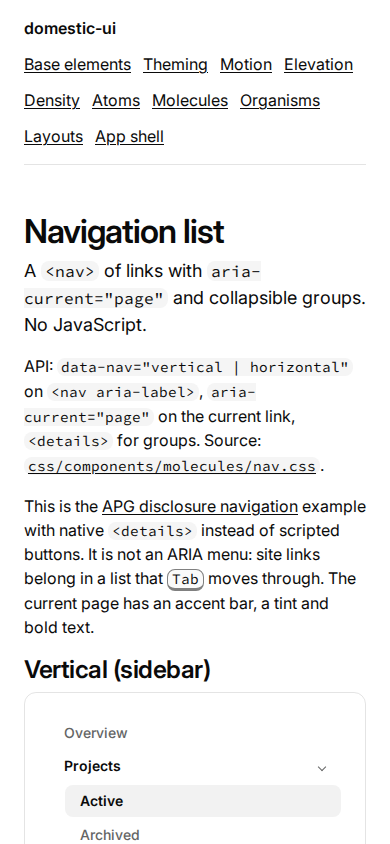 domestic-ui
Base elements Theming Motion Elevation
Density Atoms Molecules Organisms
Layouts App shell
Navigation list
A <nav> of links with aria-
current="page" and collapsible groups.
No JavaScript.
API: data-nav="vertical | horizontal"
on <nav aria-label>, aria-
current="page" on the current link,
<details> for groups. Source:
css/components/molecules/nav.css.
This is the APG disclosure navigation example
with native <details> instead of scripted
buttons. It is not an ARIA menu: site links
belong in a list that Tab moves through. The
current page has an accent bar, a tint and
bold text.
Vertical (sidebar)
Overview
Projects
Active
Archived